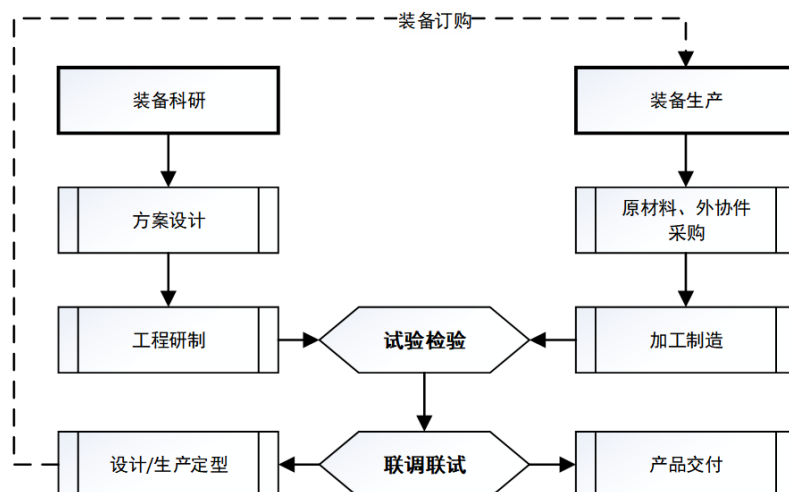 装备订购
装备科研
装备生产
方案设计
原材料、外协件
采购
工程研制
试验检验
加工制造
设计/生产定型
联调联试
产品交付